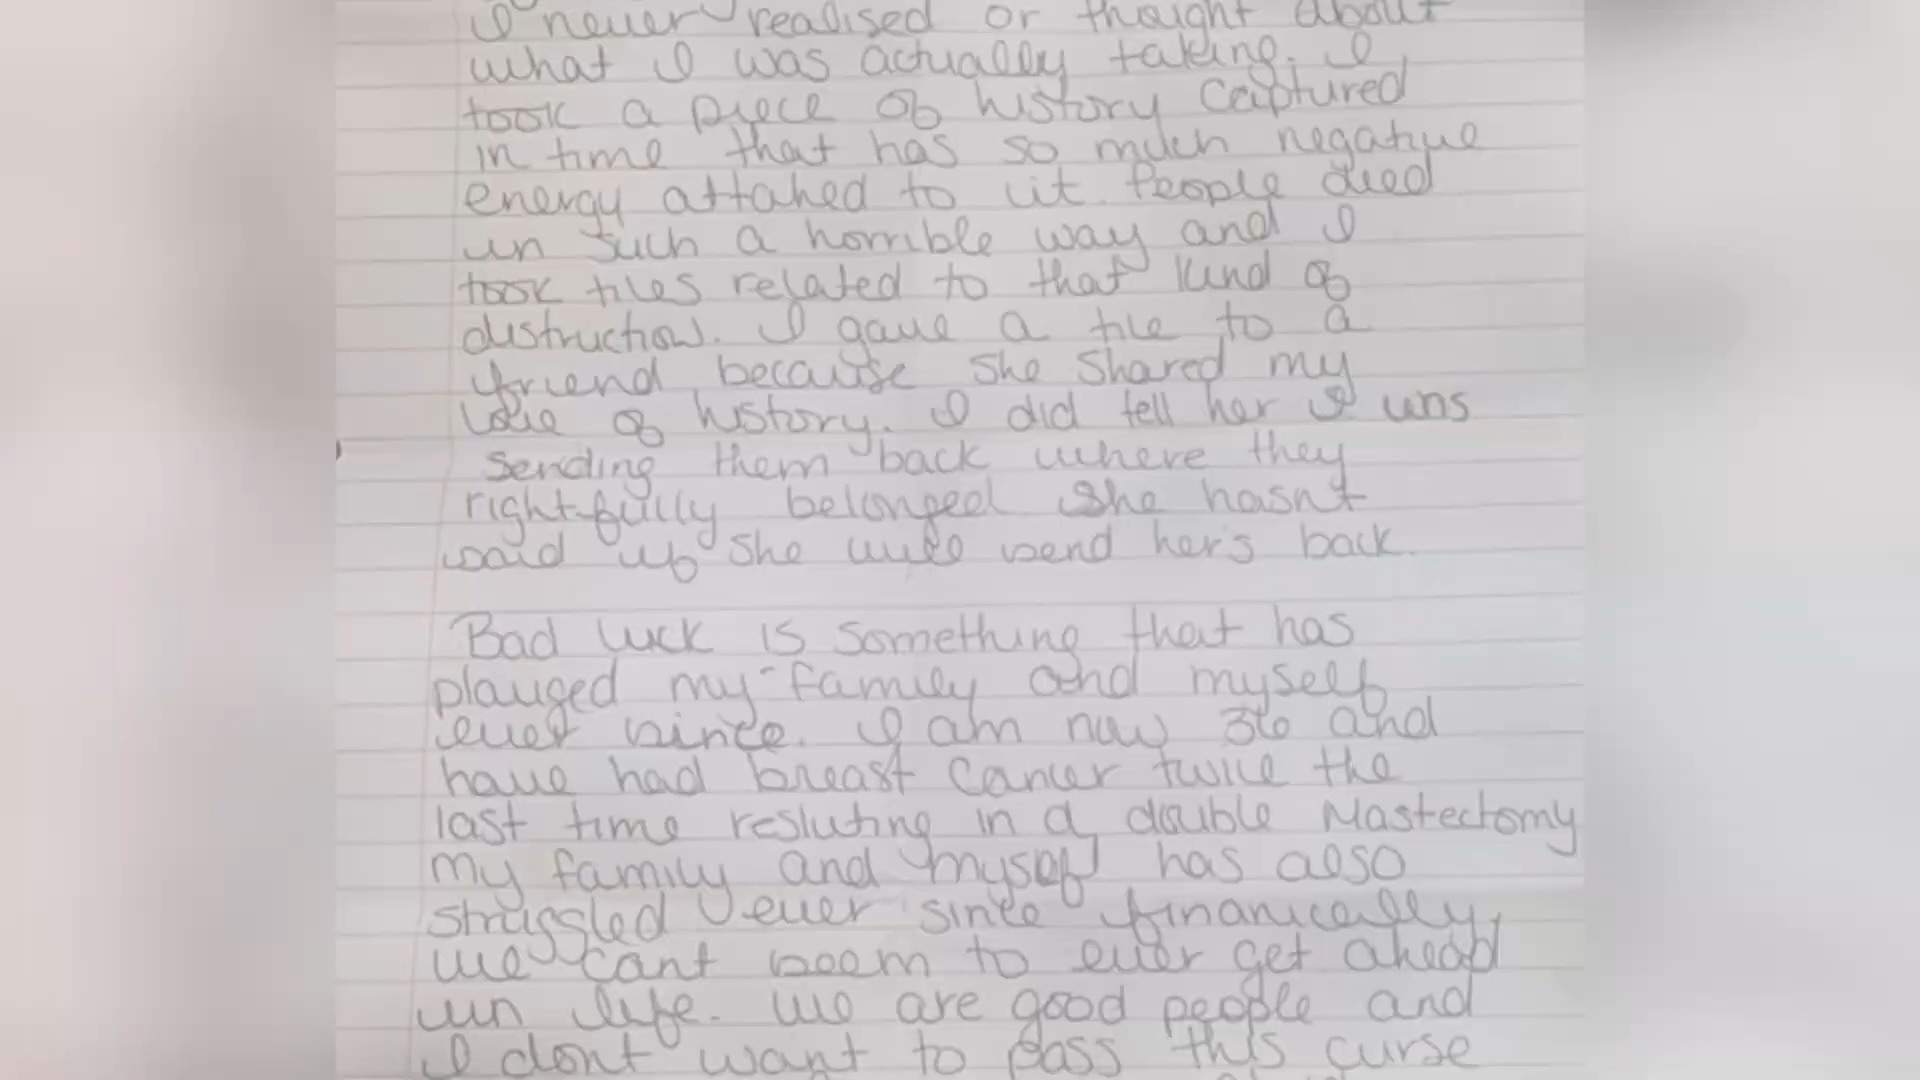 I never realised or thought about
what I was actually taking. I
took a piece of history captured
in time that has so much negative
energy attahed to it. People died
in such a horrible way and I
took tiles related to that kind of
distruction. I gave a tile to a
friend because she shared my
love of history. I did tell her I was
sending them back where they
rightfully belonged she hasn't
said if she will send her's back.
Bad luck is something that has
plauged my family and myself
ever since. I am now 36 and
have had breast cancer twice the
last time resluting in a double Mastectomy
my family and myself has also
struggled ever since financially,
we can't seem to ever get ahead
in life. We are good people and
I don't want to pass this curse